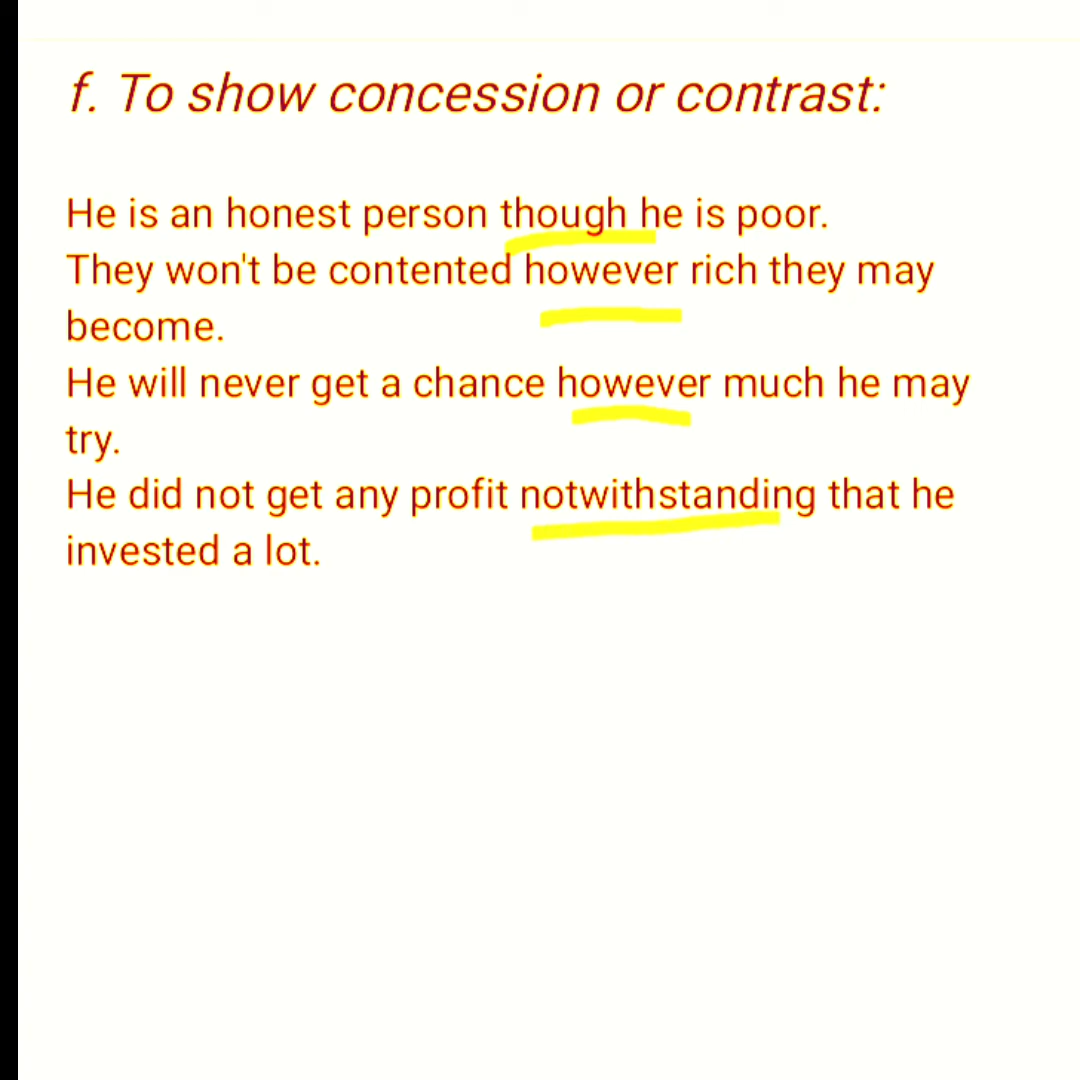 f. To show concession or contrast:
He is an honest person though he is poor.
They won't be contented however rich they may
become.
He will never get a chance however much he may
try.
He did not get any profit notwithstanding that he
invested a lot.